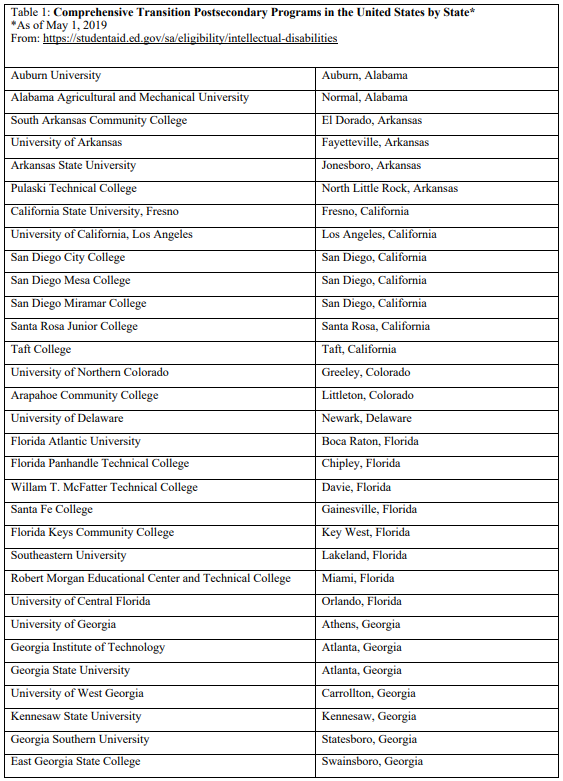 Table 1: Comprehensive Transition Postsecondary Programs in the United States by State*
*As of May 1, 2019
From: https://studentaid.ed.gov/sa/eligibility/intellectual-disabilities
Auburn University Auburn, Alabama
Alabama Agricultural and Mechanical University Normal, Alabama
South Arkansas Community College El Dorado, Arkansas
University of Arkansas Fayetteville, Arkansas
Arkansas State University Jonesboro, Arkansas
Pulaski Technical College North Little Rock, Arkansas
California State University, Fresno Fresno, California
University of California, Los Angeles Los Angeles, California
San Diego City College San Diego, California
San Diego Mesa College San Diego, California
San Diego Miramar College San Diego, California
Santa Rosa Junior College Santa Rosa, California
Taft College Taft, California
University of Northern Colorado Greeley, Colorado
Arapahoe Community College Littleton, Colorado
University of Delaware Newark, Delaware
Florida Atlantic University Boca Raton, Florida
Florida Panhandle Technical College Chipley, Florida
Willam T. McFatter Technical College Davie, Florida
Santa Fe College Gainesville, Florida
Florida Keys Community College Key West, Florida
Southeastern University Lakeland, Florida
Robert Morgan Educational Center and Technical College Miami, Florida
University of Central Florida Orlando, Florida
University of Georgia Athens, Georgia
Georgia Institute of Technology Atlanta, Georgia
Georgia State University Atlanta, Georgia
University of West Georgia Carrollton, Georgia
Kennesaw State University Kennesaw, Georgia
Georgia Southern University Statesboro, Georgia
East Georgia State College Swainsboro, Georgia